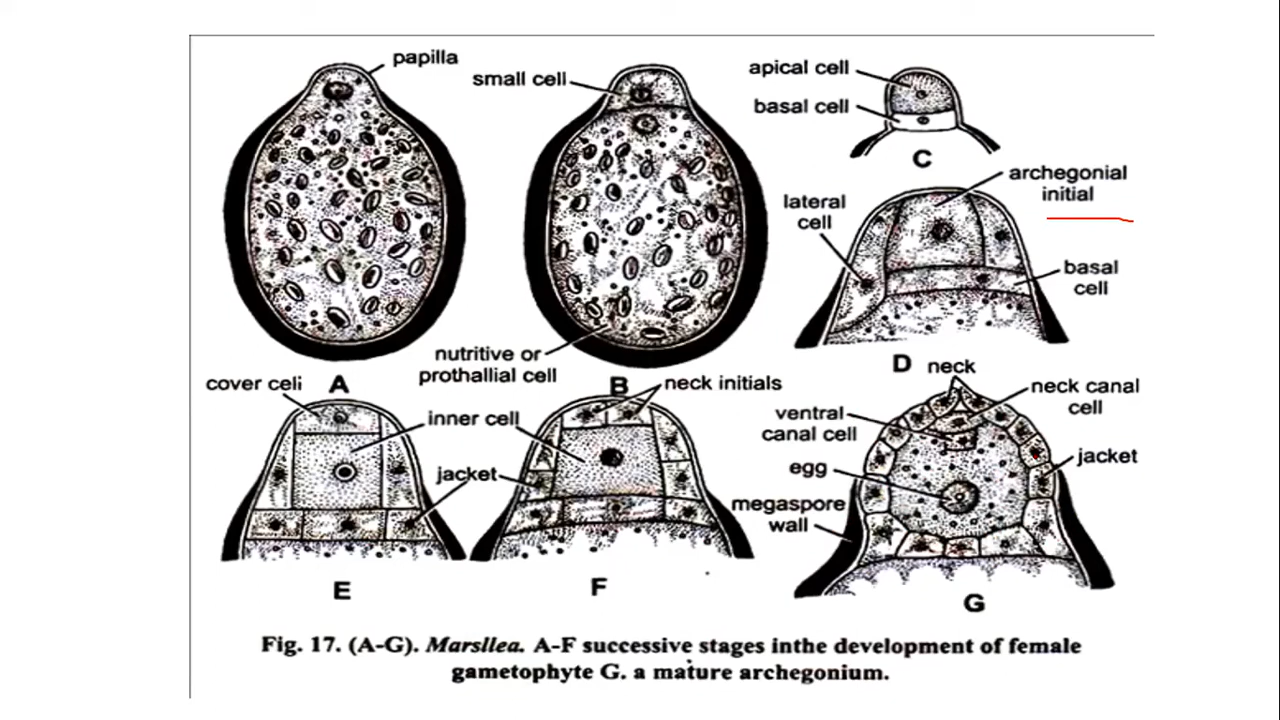 papilla
small cell
apical cell
basal cell
C
archegonial
initial
lateral
cell
basal
cell
D
nutritive or
prothallial cell
A
B
cover celi
neck initials
inner cell
jacket
E
F
neck
neck canal
cell
ventral
canal cell
egg
jacket
megaspore
wall
G
Fig. 17. (A-G). Marsllea. A-F successive stages inthe development of female
gametophyte G. a mature archegonium.